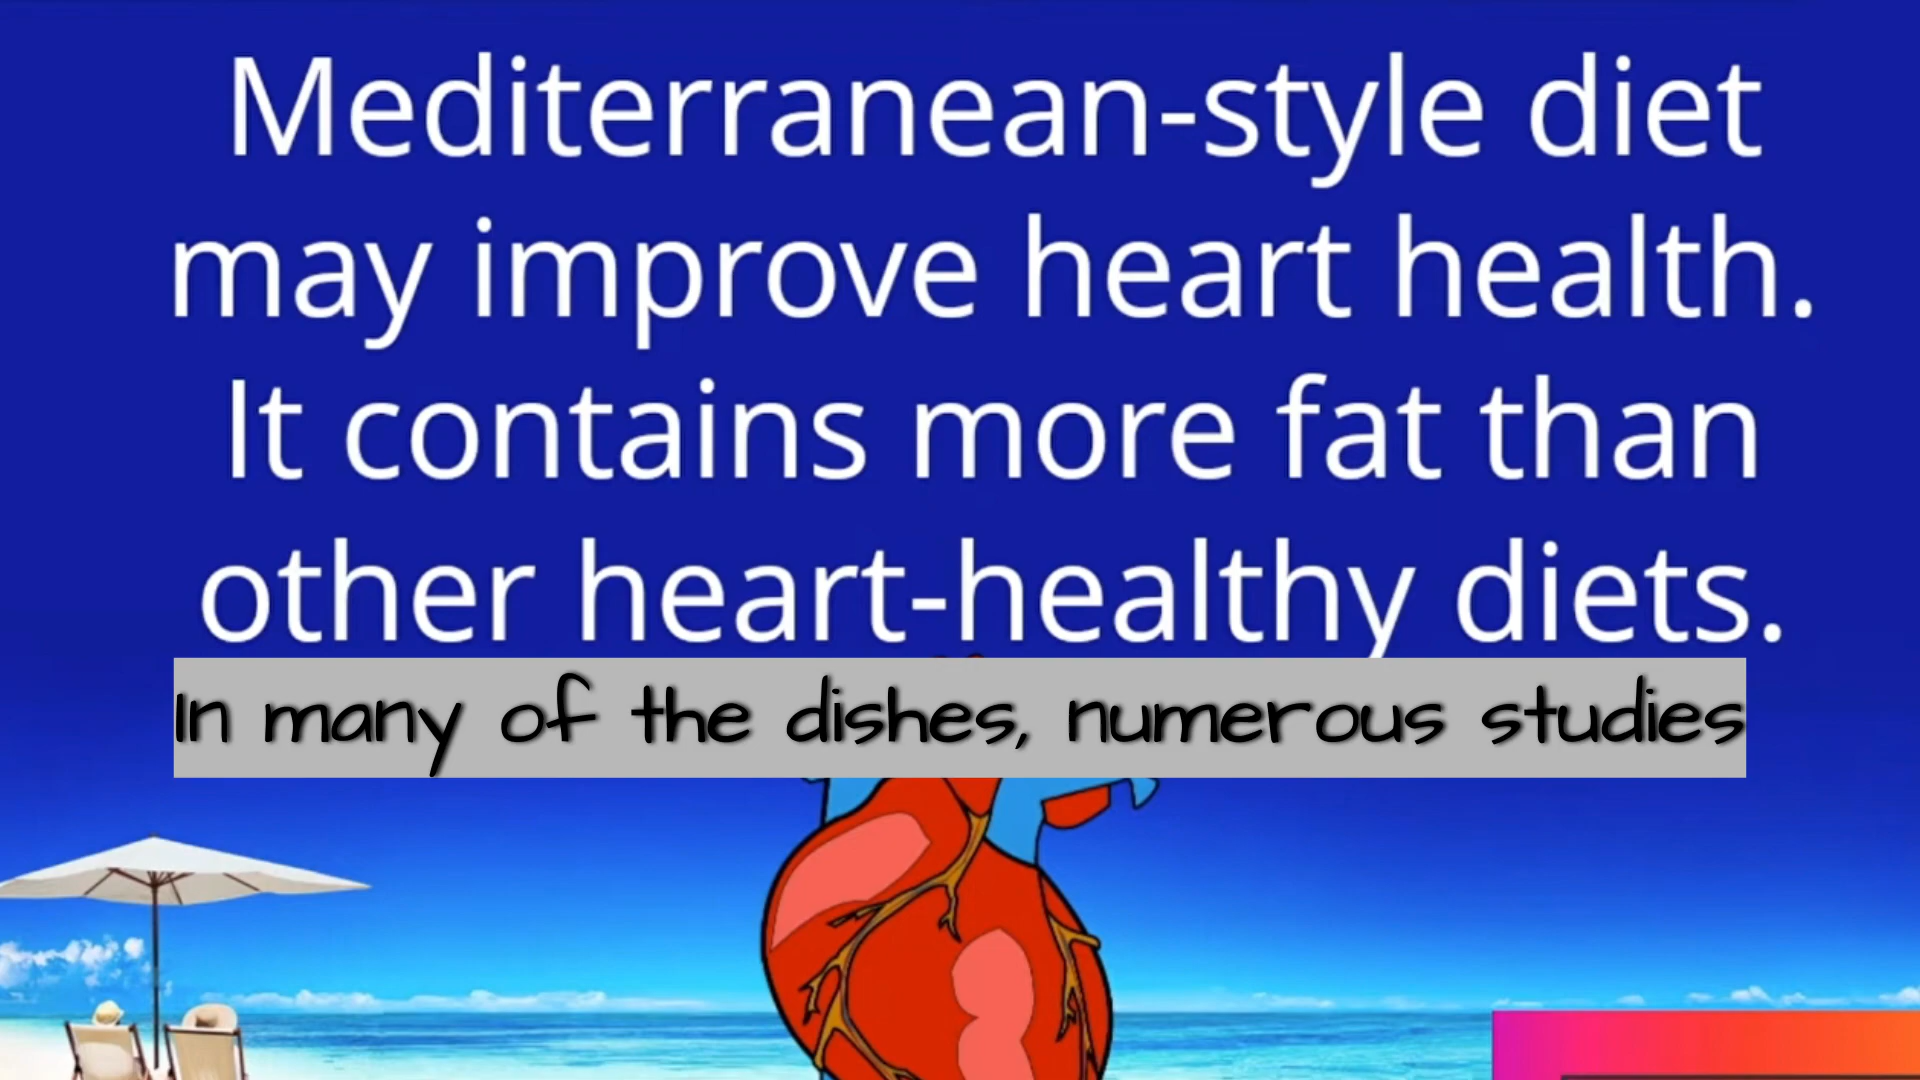 Mediterranean-style diet
may improve heart health.
It contains more fat than
other heart-healthy diets.
In many of the dishes, numerous studies